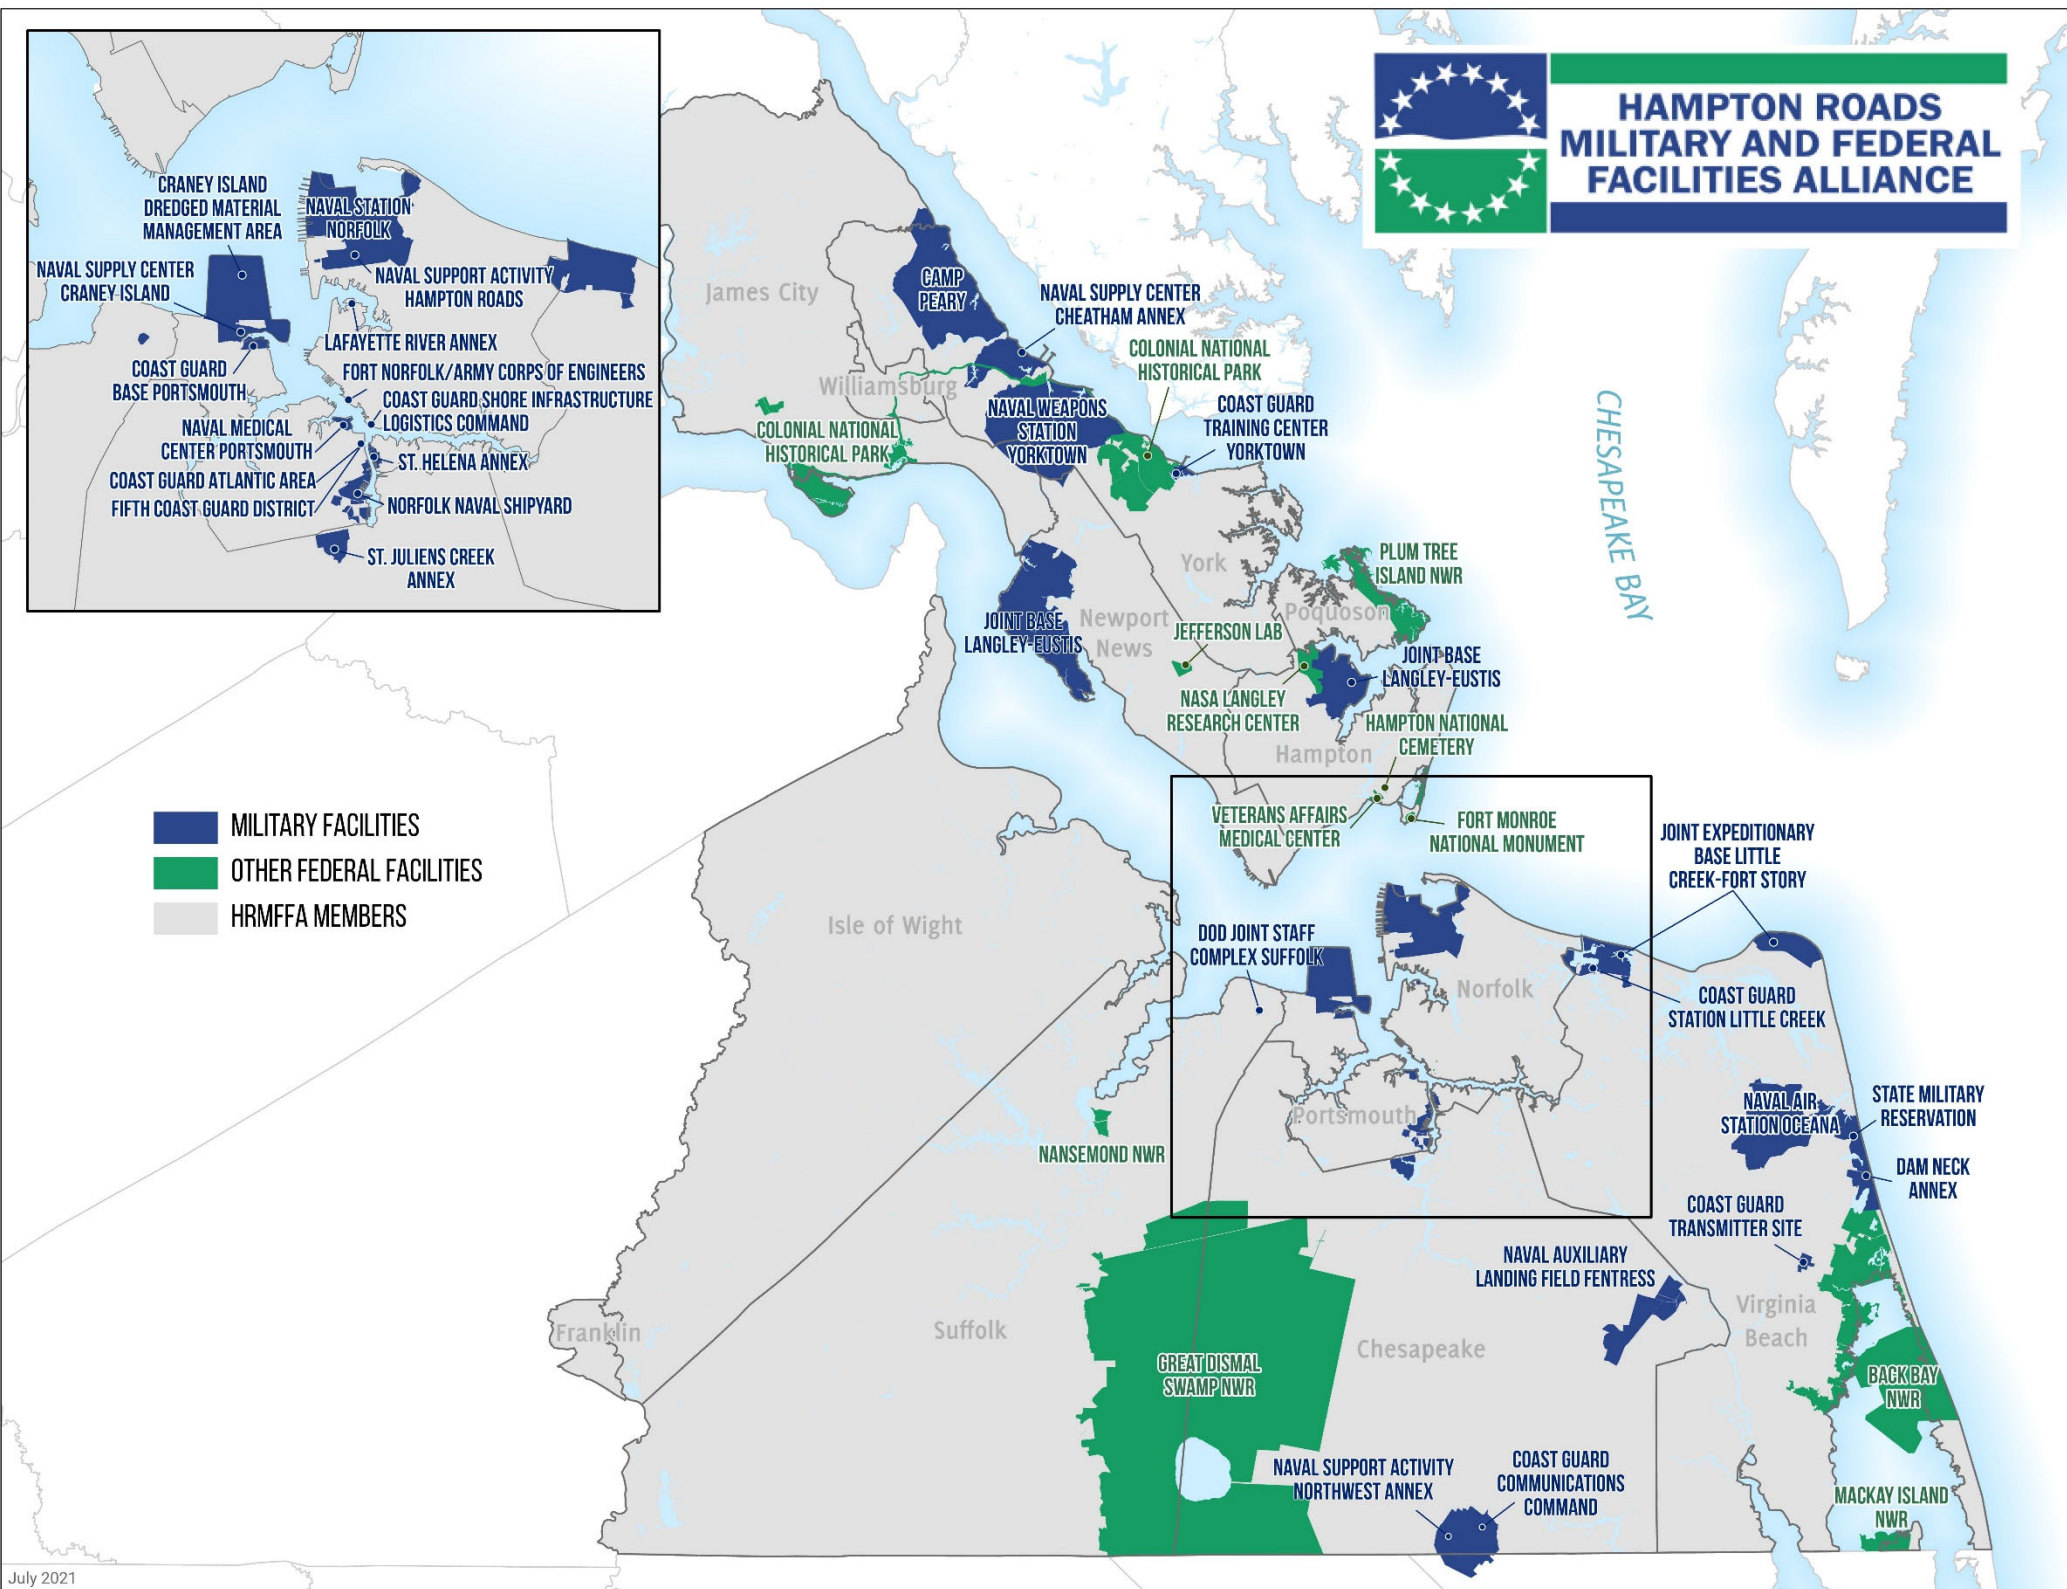 HAMPTON ROADS
MILITARY AND FEDERAL
FACILITIES ALLIANCE
CRANEY ISLAND
DREDGED MATERIAL
MANAGEMENT AREA
NAVAL STATION
NORFOLK
NAVAL SUPPLY CENTER
CRANEY ISLAND
NAVAL SUPPORT ACTIVITY
HAMPTON ROADS
LAFAYETTE RIVER ANNEX
COAST GUARD
BASE PORTSMOUTH
FORT NORFOLK/ARMY CORPS OF ENGINEERS
COAST GUARD SHORE INFRASTRUCTURE
LOGISTICS COMMAND
NAVAL MEDICAL
CENTER PORTSMOUTH
ST. HELENA ANNEX
COAST GUARD ATLANTIC AREA
FIFTH COAST GUARD DISTRICT
NORFOLK NAVAL SHIPYARD
ST. JULIENS CREEK
ANNEX
James City
CAMP
PEARY
NAVAL SUPPLY CENTER
CHEATHAM ANNEX
COLONIAL NATIONAL
HISTORICAL PARK
Williamsburg
NAVAL WEAPONS
STATION
YORKTOWN
COAST GUARD
TRAINING CENTER
YORKTOWN
COLONIAL NATIONAL
HISTORICAL PARK
CHESAPEAKE BAY
York
PLUM TREE
ISLAND NWR
Poquoson
JOINT BASE
LANGLEY-EUSTIS
Newport
News
JEFFERSON LAB
JOINT BASE
LANGLEY-EUSTIS
NASA LANGLEY
RESEARCH CENTER
HAMPTON NATIONAL
CEMETERY
Hampton
VETERANS AFFAIRS
MEDICAL CENTER
FORT MONROE
NATIONAL MONUMENT
MILITARY FACILITIES
OTHER FEDERAL FACILITIES
HRMFFA MEMBERS
JOINT EXPEDITIONARY
BASE LITTLE
CREEK-FORT STORY
Isle of Wight
DOD JOINT STAFF
COMPLEX SUFFOLK
Norfolk
COAST GUARD
STATION LITTLE CREEK
Portsmouth
NAVAL AIR
STATION OCEANA
STATE MILITARY
RESERVATION
NANSEMOND NWR
DAM NECK
ANNEX
COAST GUARD
TRANSMITTER SITE
NAVAL AUXILIARY
LANDING FIELD FENTRESS
Virginia
Beach
Franklin
Suffolk
Chesapeake
GREAT DISMAL
SWAMP NWR
BACK BAY
NWR
NAVAL SUPPORT ACTIVITY
NORTHWEST ANNEX
COAST GUARD
COMMUNICATIONS
COMMAND
MACKAY ISLAND
NWR
July 2021